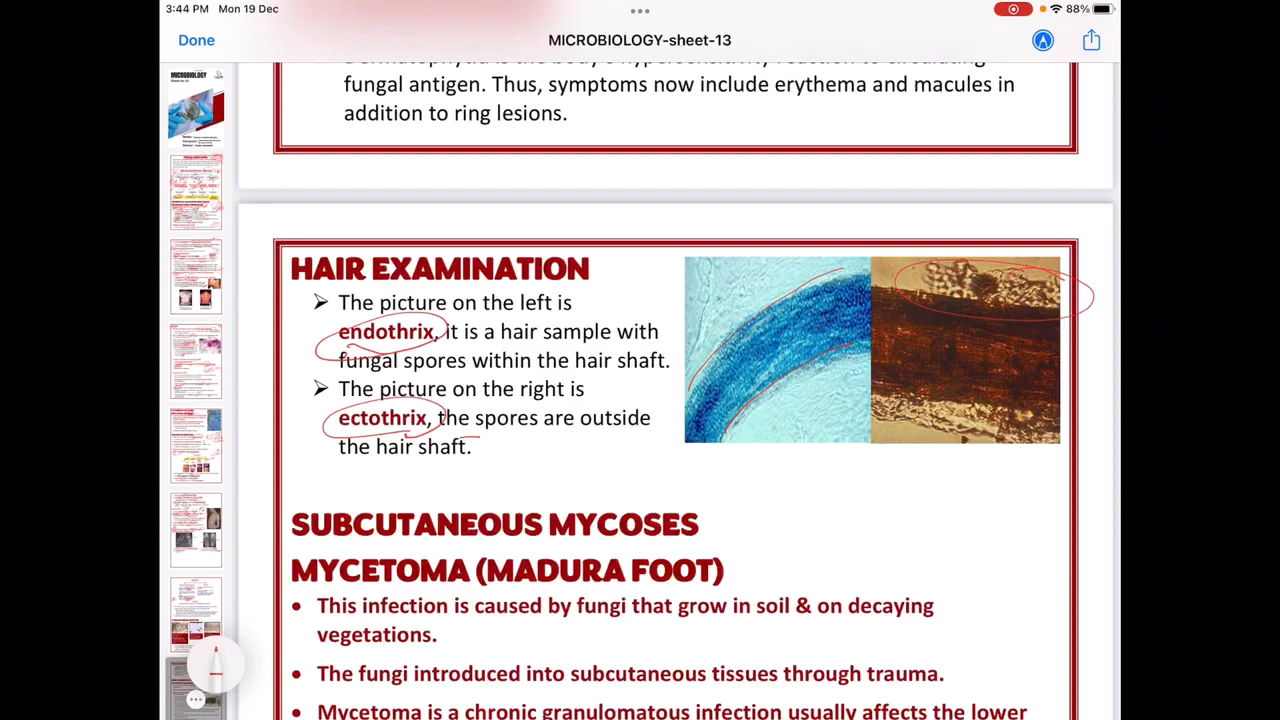 3:44 PM Mon 19 Dec
88%
Done
MICROBIOLOGY-sheet-13
MICROBIOLOGY
fungal antigen. Thus, symptoms now include erythema and macules in
addition to ring lesions.
HAIR EXAMINATION
➢ The picture on the left is
endothrix it is a hair sample with
fungal spores within the hair shaft.
➢ The picture on the right is
ectothrix, the spores are outside
the hair shaft.
SUBCUTANEOUS MYCOSES
MYCETOMA (MADURA FOOT)
• This infection is caused by fungi that grow in soil & on decaying
vegetations.
• The fungi introduced into subcutaneous tissues through trauma.
• Mycetoma is a chronic granulomatous infection usually affects the lower